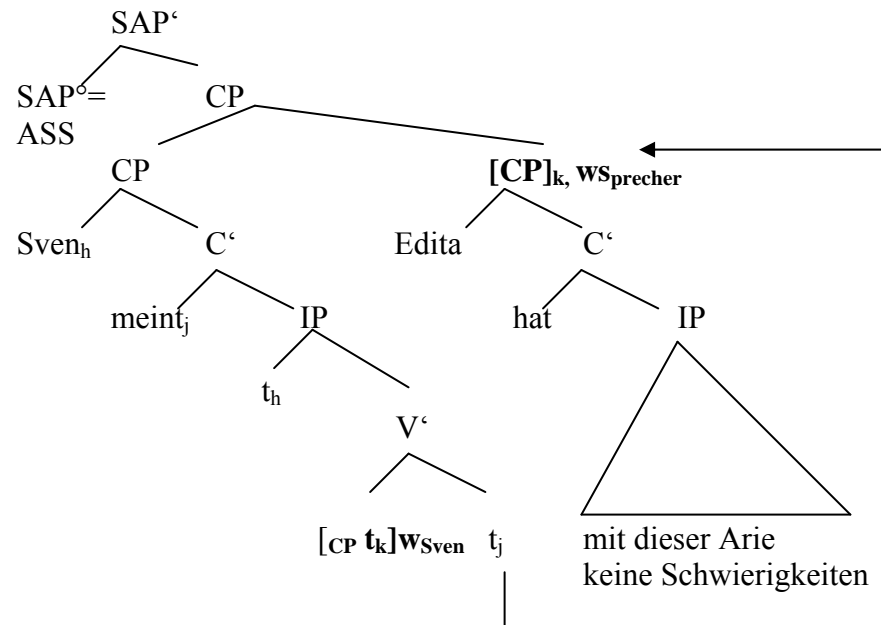 SAP‘
SAP°= CP
ASS
CP [CP]k, wsprecher
Svenh C‘ Edita C‘
meintj IP hat IP
th
V‘
[CP tk]wSven tj mit dieser Arie
keine Schwierigkeiten